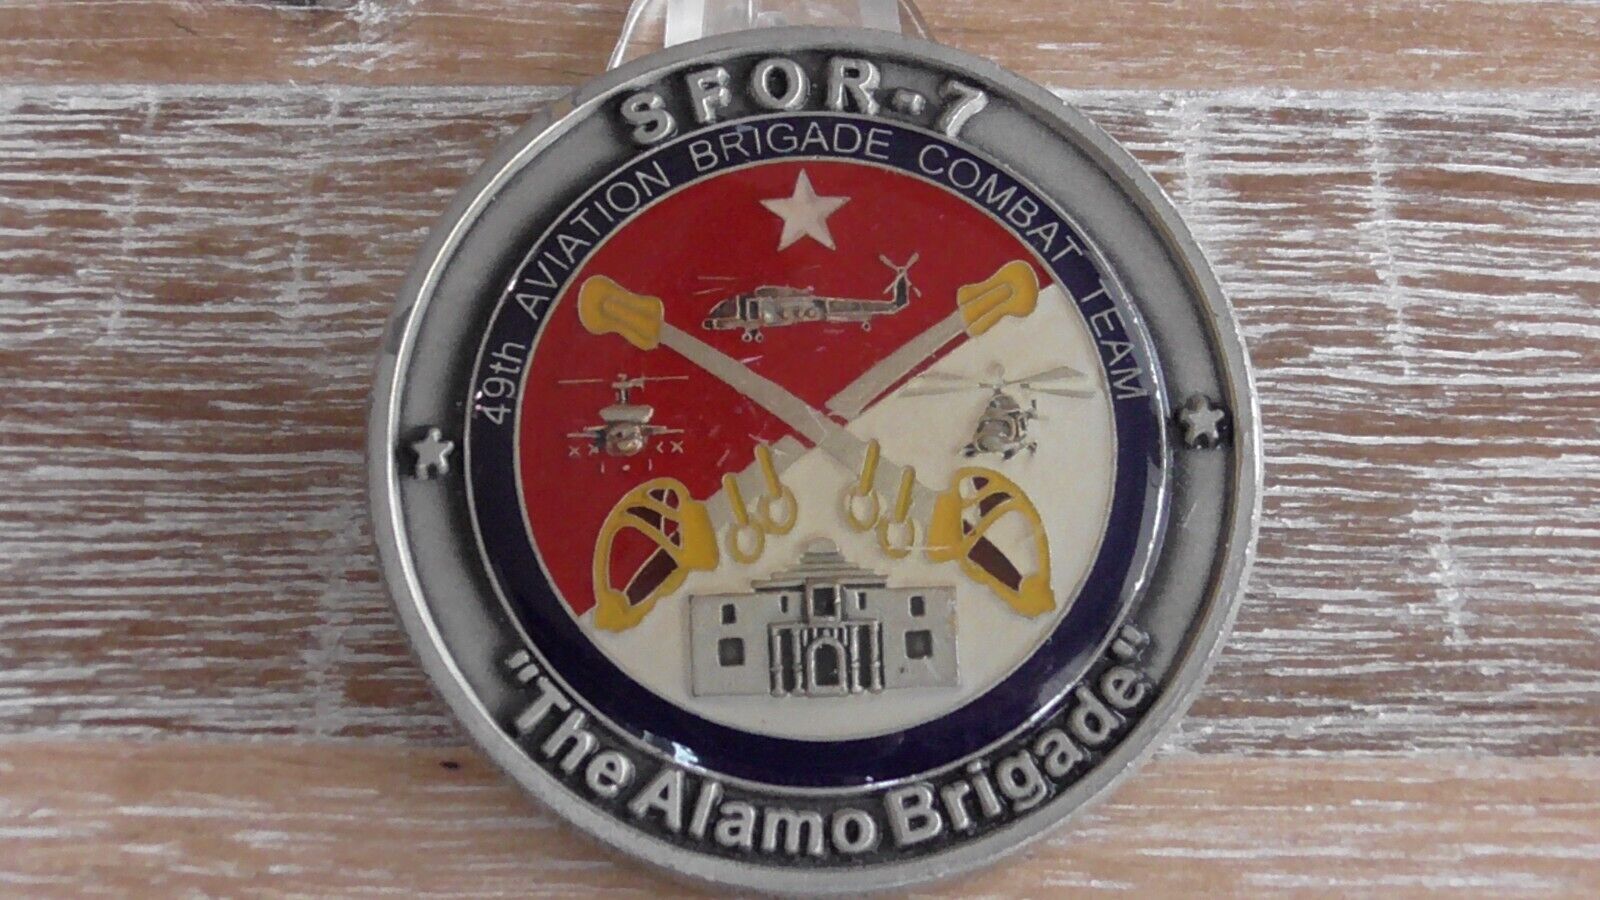 SFOR-7
49th AVIATION BRIGADE COMBAT TEAM
"The Alamo Brigade"